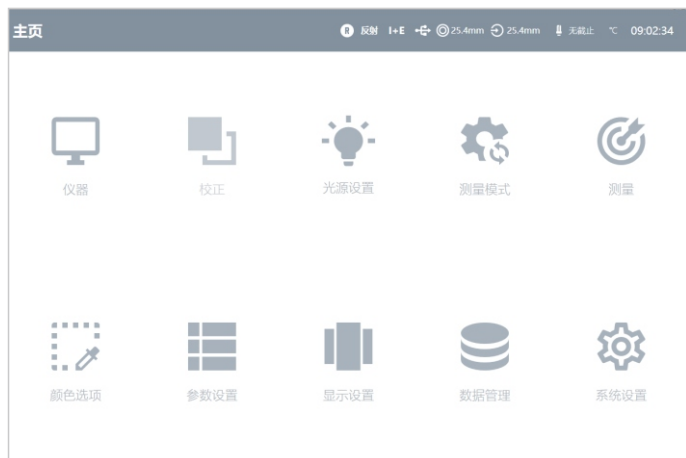 主页 R 反射 I+E 25.4mm 25.4mm 无截止 ℃ 09:02:34
仪器 校正 光源设置 测量模式 测量
颜色选项 参数设置 显示设置 数据管理 系统设置